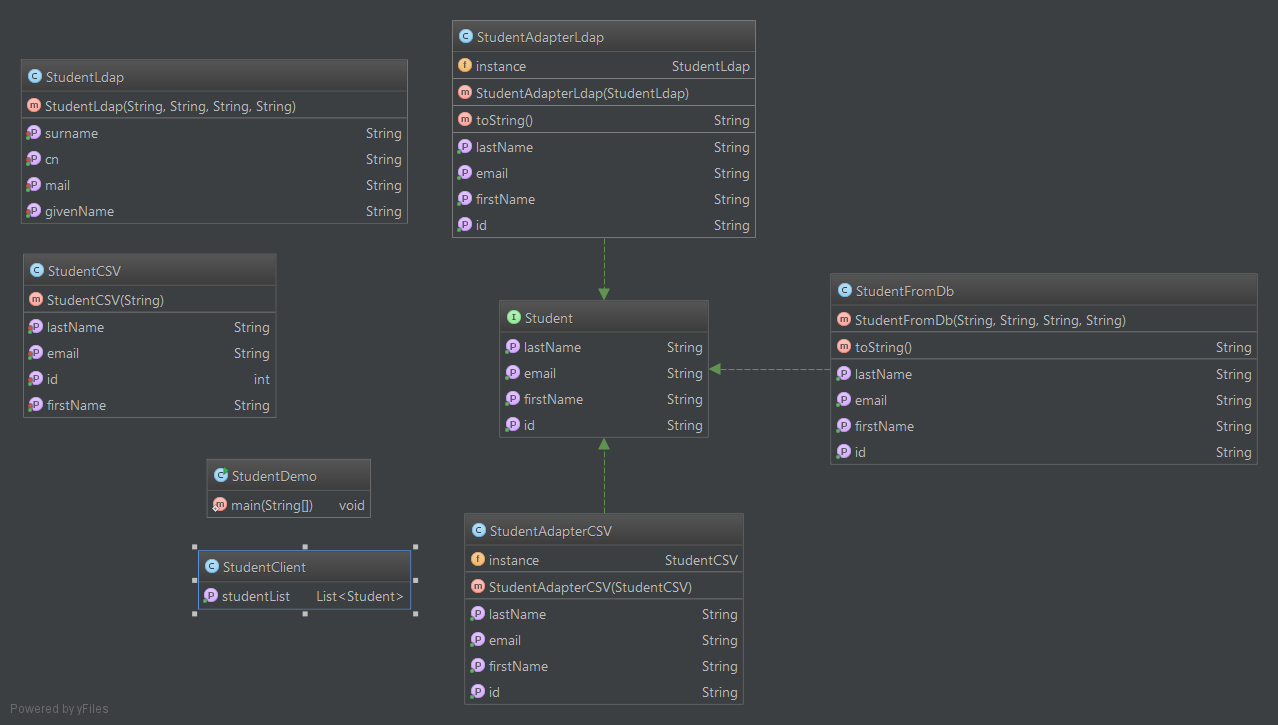 StudentLdap
StudentLdap(String, String, String, String)
surname String
cn String
mail String
givenName String
StudentCSV
StudentCSV(String)
lastName String
email String
id int
firstName String
StudentDemo
main(String[]) void
StudentClient
studentList List<Student>
StudentAdapterLdap
instance StudentLdap
StudentAdapterLdap(StudentLdap)
toString() String
lastName String
email String
firstName String
id String
Student
lastName String
email String
firstName String
id String
StudentAdapterCSV
instance StudentCSV
StudentAdapterCSV(StudentCSV)
lastName String
email String
firstName String
id String
StudentFromDb
StudentFromDb(String, String, String, String)
toString() String
lastName String
email String
firstName String
id String
Powered by yFiles